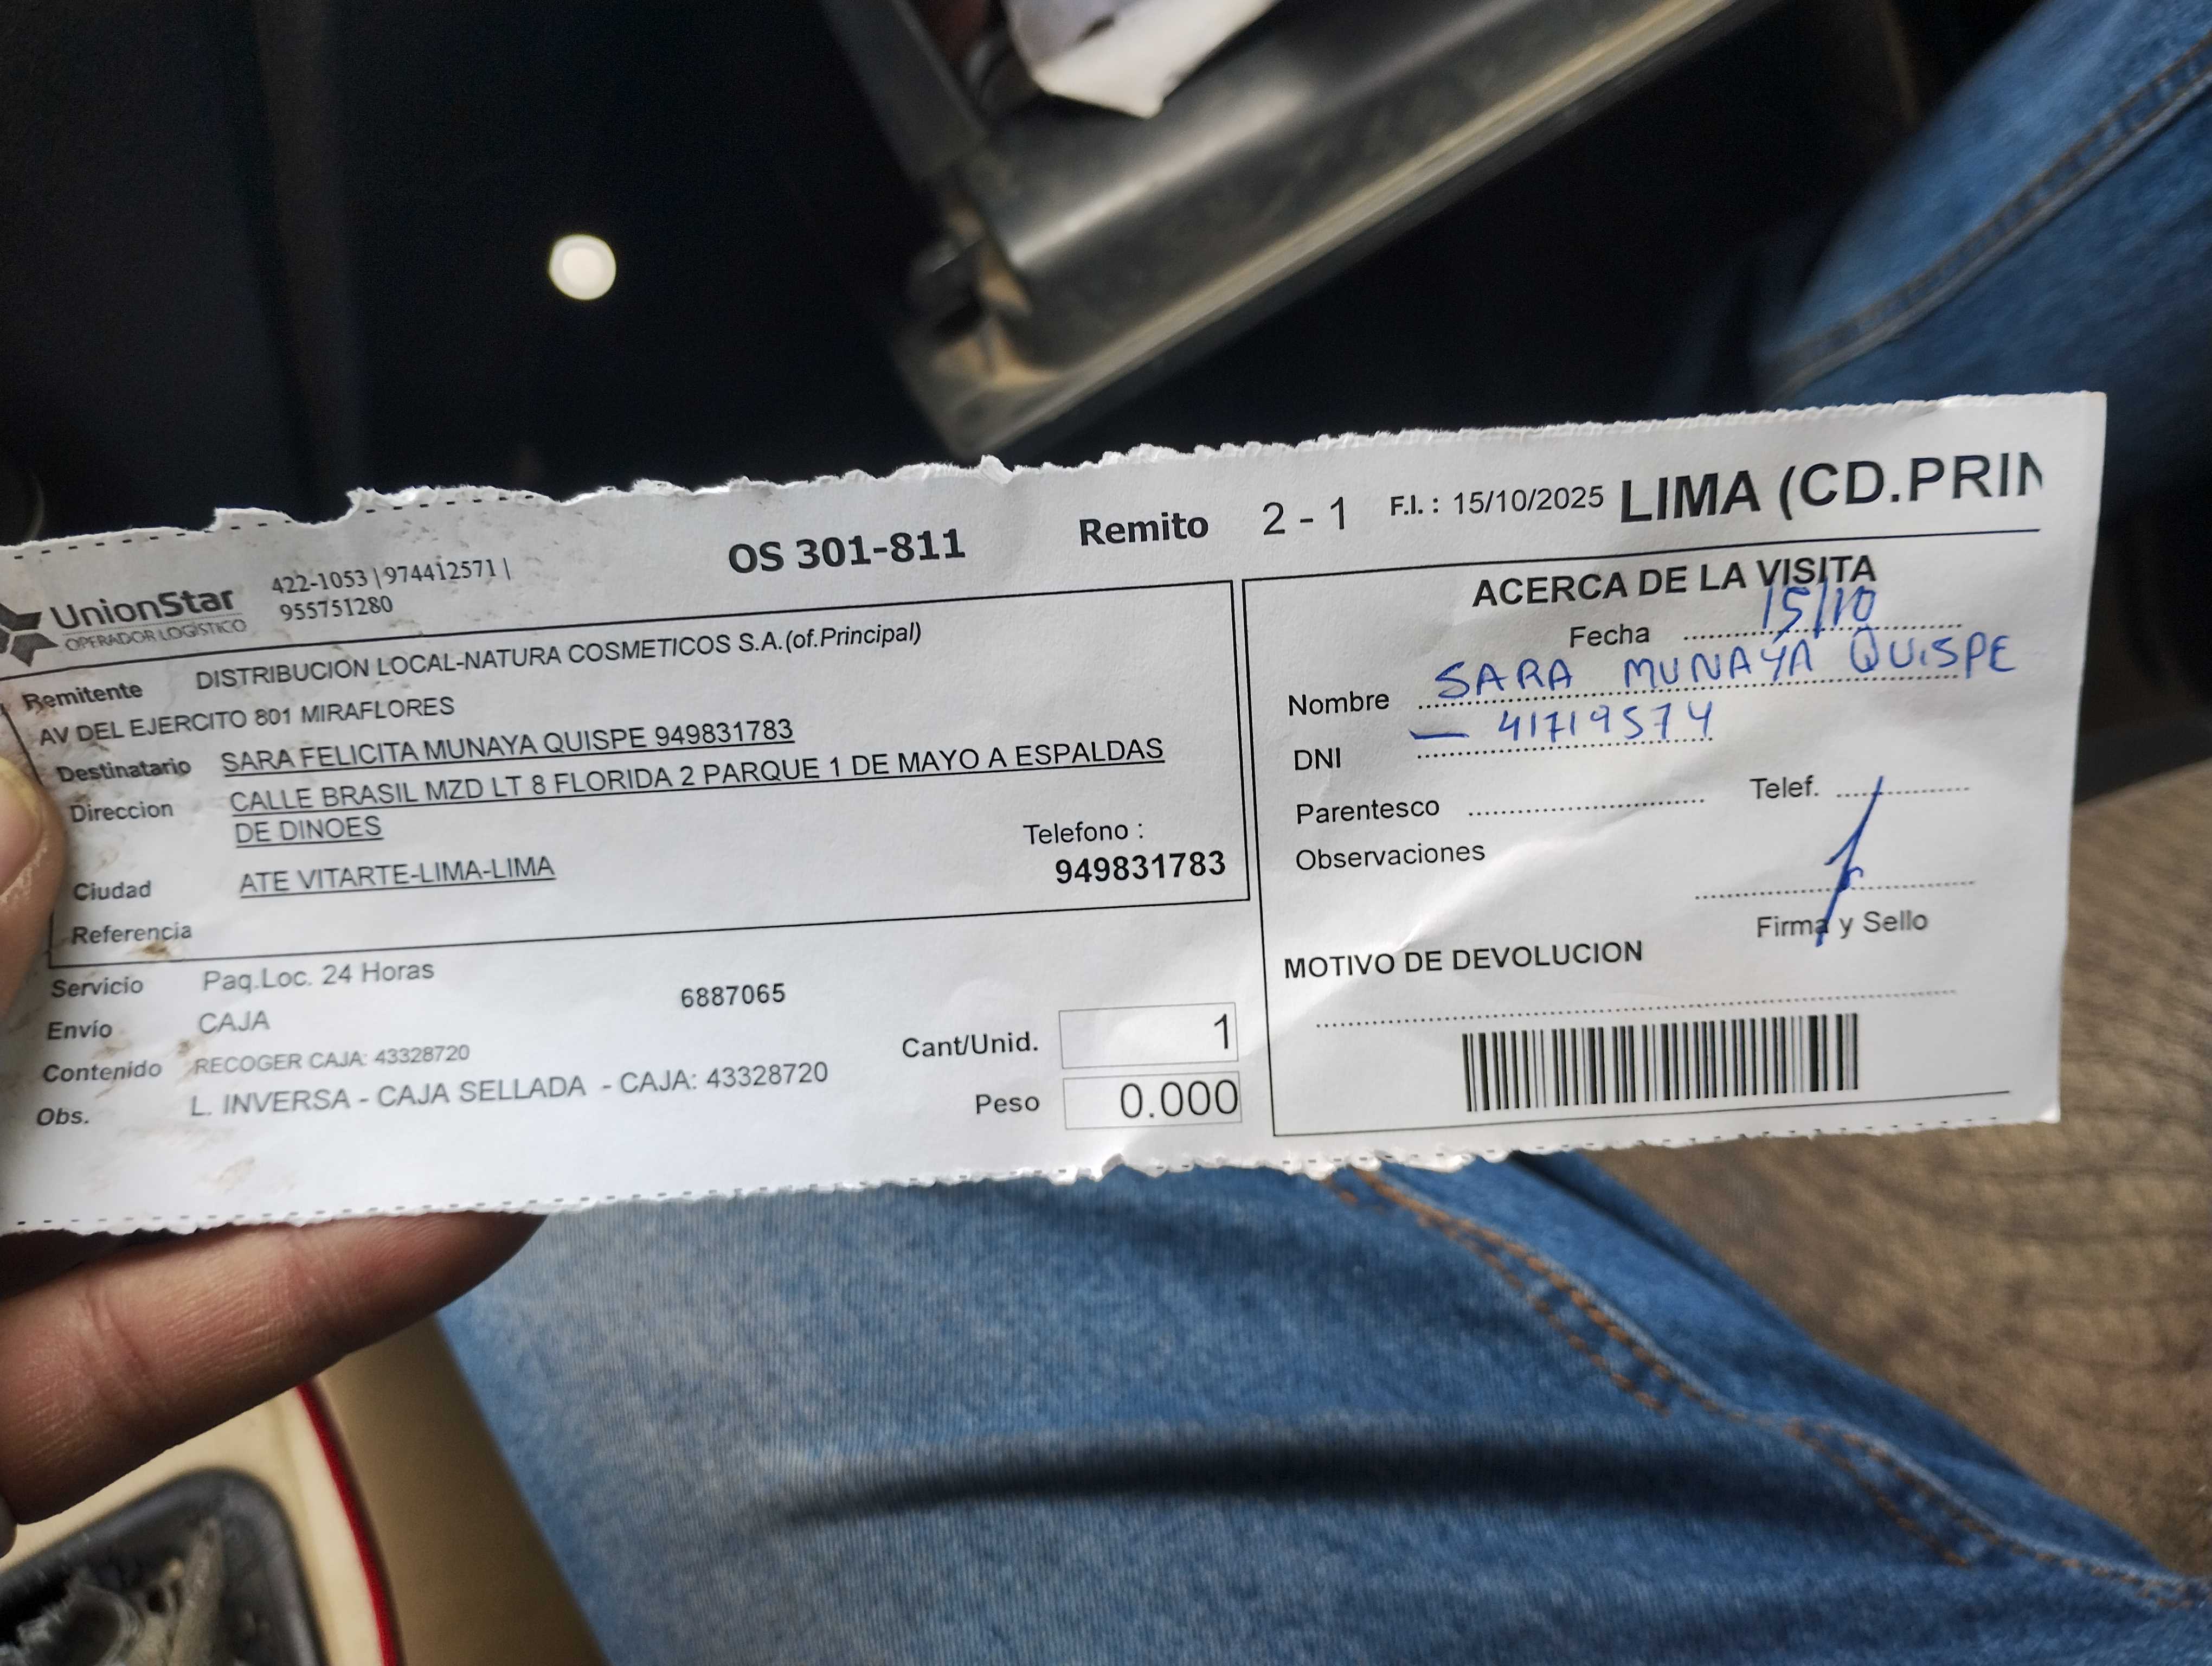 UnionStar
OPERADOR LOGÍSTICO
422-1053 | 974412571 |
955751280
OS 301-811
Remito 2 - 1 F.I. : 15/10/2025 LIMA (CD.PRIN
Remitente DISTRIBUCION LOCAL-NATURA COSMETICOS S.A.(of.Principal)
AV DEL EJERCITO 801 MIRAFLORES
Destinatario SARA FELICITA MUNAYA QUISPE 949831783
Direccion CALLE BRASIL MZD LT 8 FLORIDA 2 PARQUE 1 DE MAYO A ESPALDAS
DE DINOES
Telefono :
Ciudad ATE VITARTE-LIMA-LIMA 949831783
Referencia
Servicio Paq.Loc. 24 Horas
6887065
Envío CAJA
Contenido RECOGER CAJA: 43328720
Cant/Unid. 1
Obs. L. INVERSA - CAJA SELLADA - CAJA: 43328720
Peso 0.000
ACERCA DE LA VISITA
Fecha 15/10
Nombre SARA MUNAYA QUISPE
DNI — 41719574
Parentesco Telef.
Observaciones
Firma y Sello
MOTIVO DE DEVOLUCION